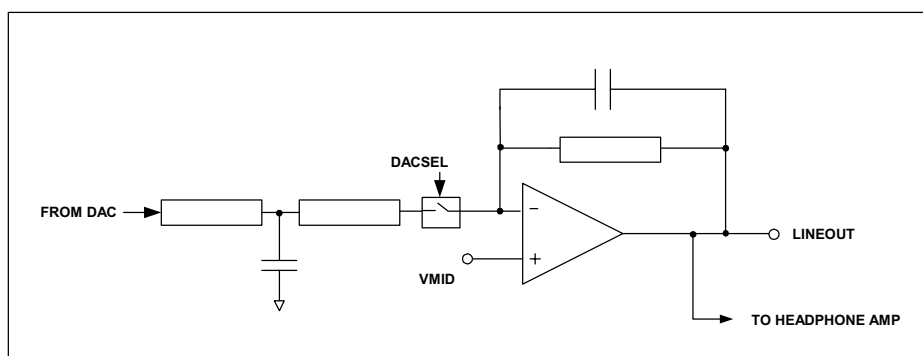 DACSEL
FROM DAC
−
+
VMID
LINEOUT
TO HEADPHONE AMP